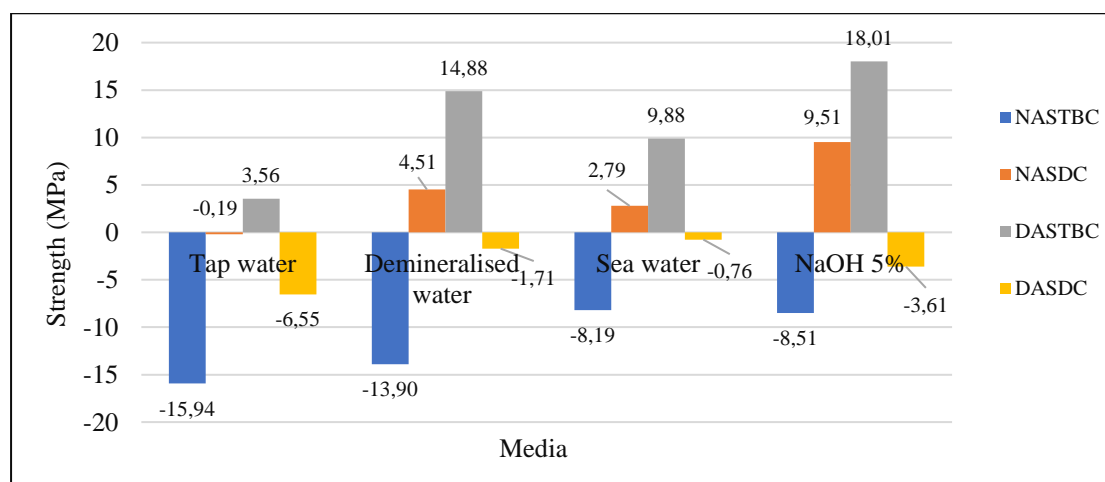 20
15
10
5
0
-5
-10
-15
-20
Strength (MPa)
-15,94
-0,19
3,56
-6,55
-13,90
4,51
14,88
-1,71
-8,19
2,79
9,88
-0,76
-8,51
9,51
18,01
-3,61
Tap water
Demineralised
water
Sea water
NaOH 5%
Media
NASTBC
NASDC
DASTBC
DASDC